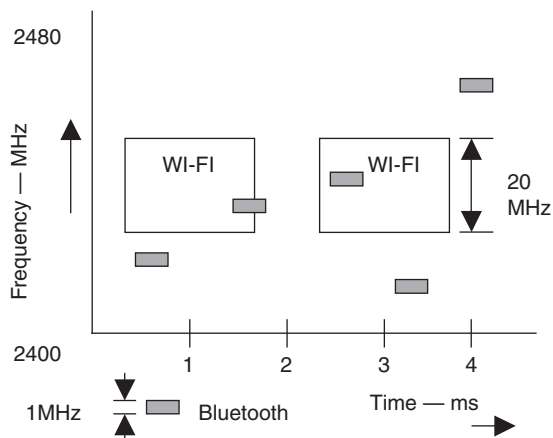 2480
WI-FI
WI-FI
20
MHz
Frequency — MHz
2400
1
2
3
4
1MHz
Bluetooth
Time — ms